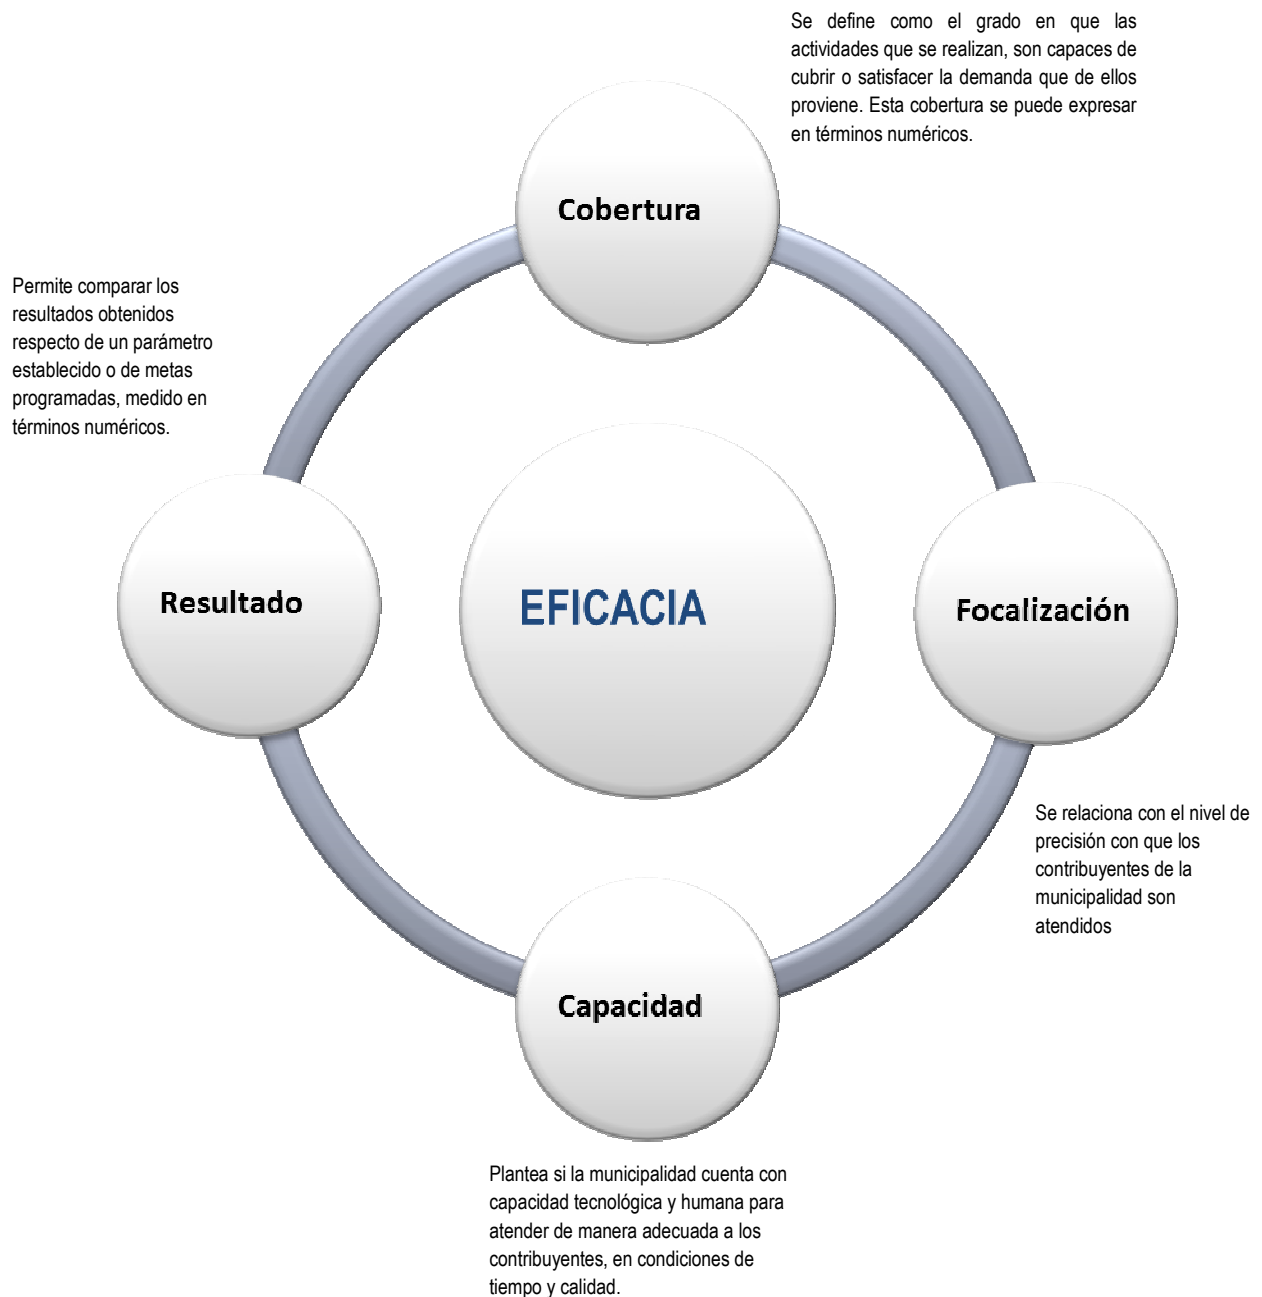 Se define como el grado en que las
actividades que se realizan, son capaces de
cubrir o satisfacer la demanda que de ellos
proviene. Esta cobertura se puede expresar
en términos numéricos.
Cobertura
Permite comparar los
resultados obtenidos
respecto de un parámetro
establecido o de metas
programadas, medido en
términos numéricos.
Resultado
EFICACIA
Focalización
Se relaciona con el nivel de
precisión con que los
contribuyentes de la
municipalidad son
atendidos
Capacidad
Plantea si la municipalidad cuenta con
capacidad tecnológica y humana para
atender de manera adecuada a los
contribuyentes, en condiciones de
tiempo y calidad.